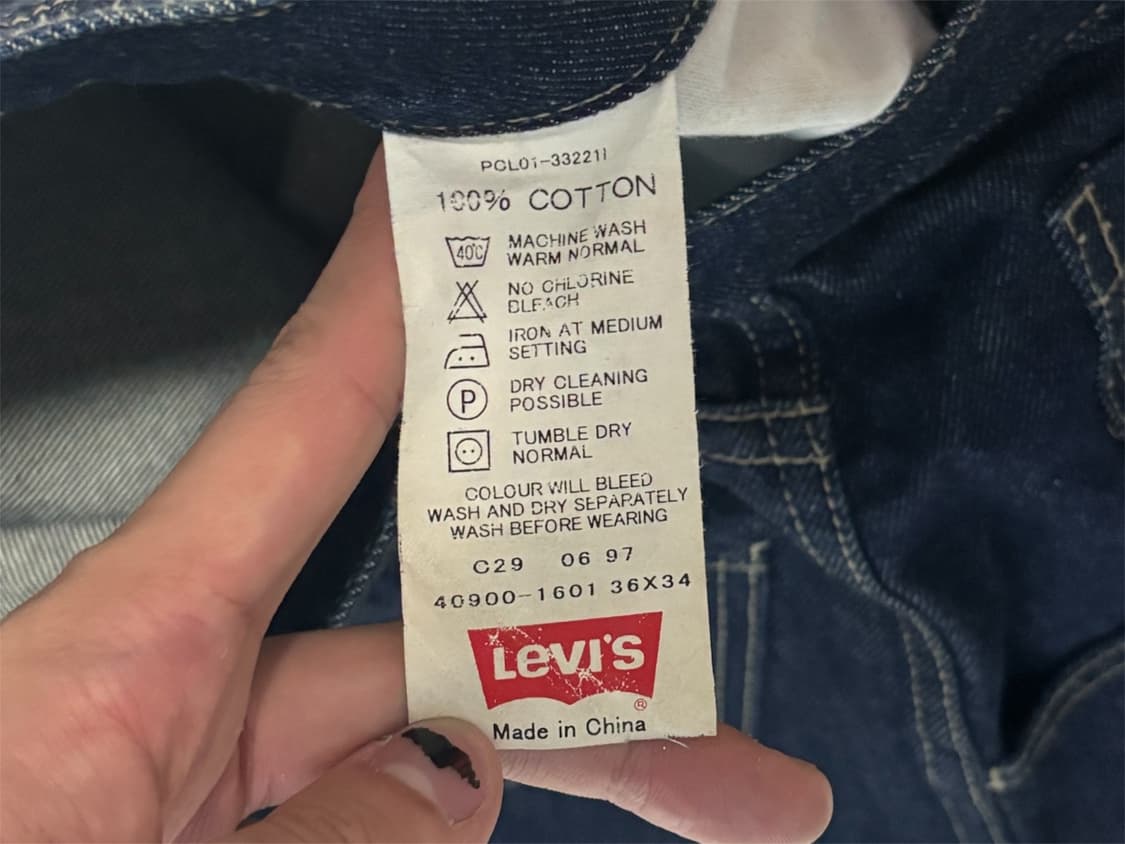 PCL01-33221I
100% COTTON
40C MACHINE WASH
WARM NORMAL
NO CHLORINE
BLEACH
IRON AT MEDIUM
SETTING
P DRY CLEANING
POSSIBLE
TUMBLE DRY
NORMAL
COLOUR WILL BLEED
WASH AND DRY SEPARATELY
WASH BEFORE WEARING
C29 06 97
40900-1601 36X34
LEVI'S ®
Made in China